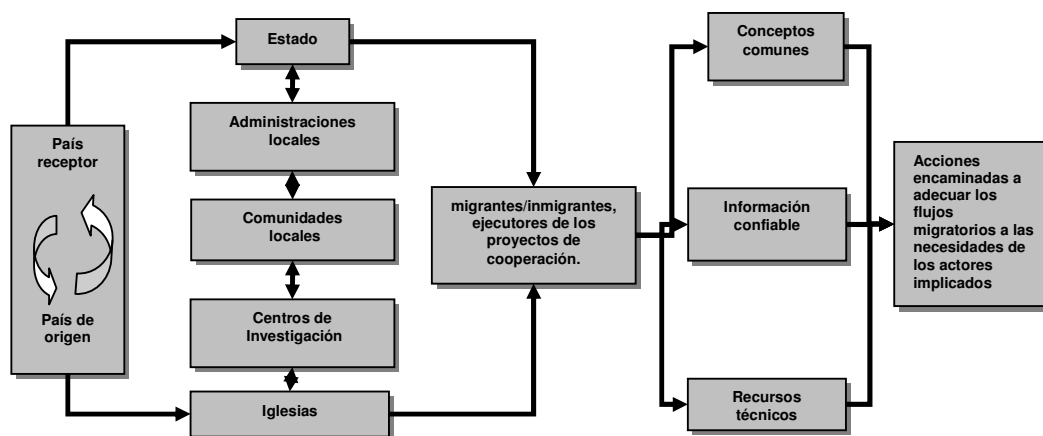 País
receptor
País de
origen
Estado
Administraciones
locales
Comunidades
locales
Centros de
Investigación
Iglesias
migrantes/inmigrantes,
ejecutores de los
proyectos de
cooperación.
Conceptos
comunes
Información
confiable
Recursos
técnicos
Acciones
encaminadas a
adecuar los
flujos
migratorios a las
necesidades de
los actores
implicados